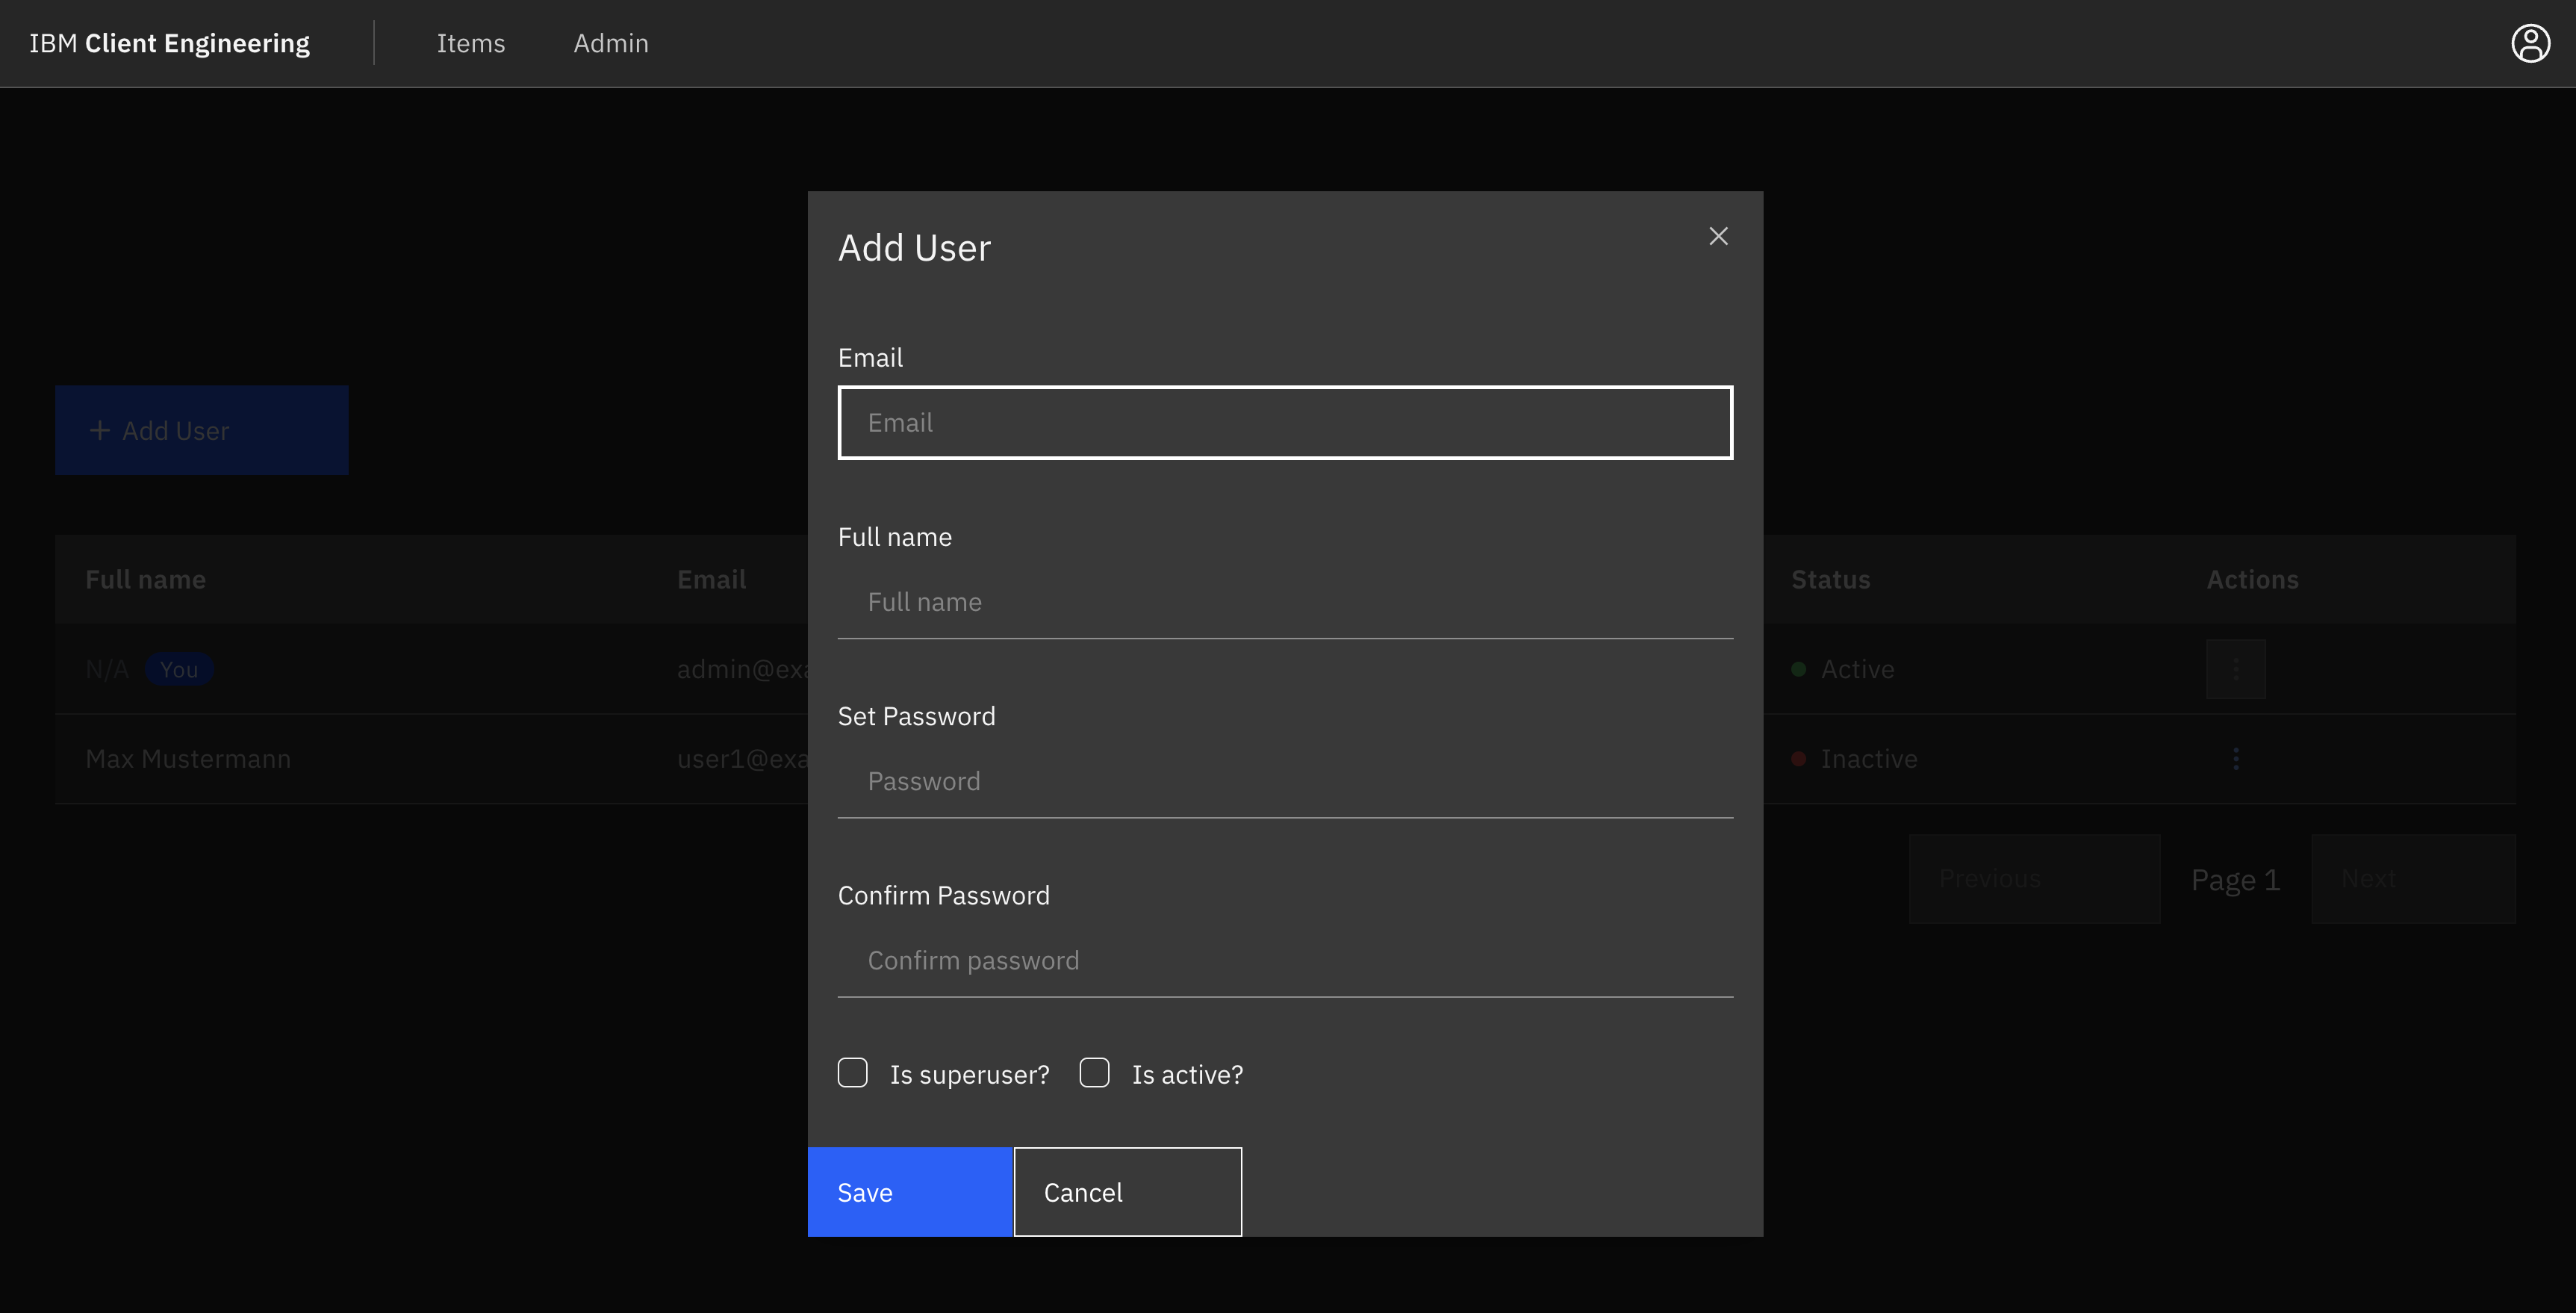 IBM Client Engineering
Items
Admin
Add User
Email
Email
Full name
Full name
Set Password
Password
Confirm Password
Confirm password
Is superuser?
Is active?
Save
Cancel
+ Add User
Full name
Email
Status
Actions
N/A
You
admin@exa
Active
Max Mustermann
user1@exa
Inactive
Previous
Page 1
Next